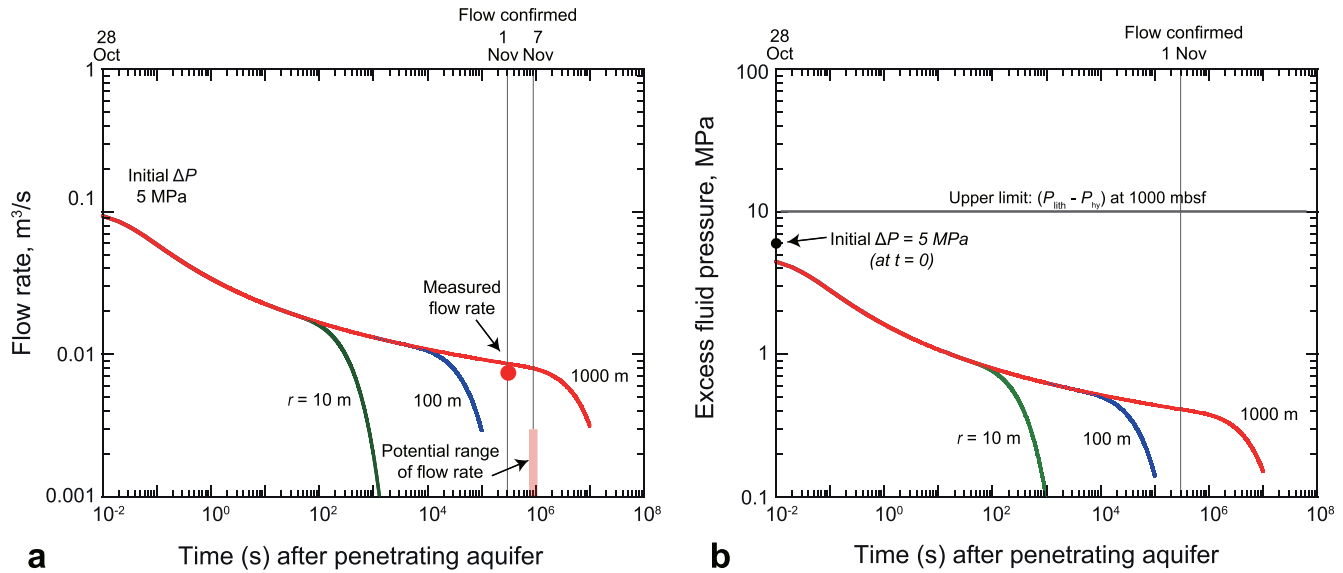 Flow confirmed
28
Oct
1
Nov
7
Nov
1
0.1
0.01
0.001
Flow rate, m³/s
Initial ΔP
5 MPa
Measured
flow rate
r = 10 m
100 m
1000 m
Potential range
of flow rate
10⁻²
10⁰
10²
10⁴
10⁶
10⁸
Time (s) after penetrating aquifer
a
28
Oct
Flow confirmed
1 Nov
100
10
1
0.1
Excess fluid pressure, MPa
Upper limit: (Plith - Phy) at 1000 mbsf
Initial ΔP = 5 MPa
(at t = 0)
r = 10 m
100 m
1000 m
10⁻²
10⁰
10²
10⁴
10⁶
10⁸
Time (s) after penetrating aquifer
b